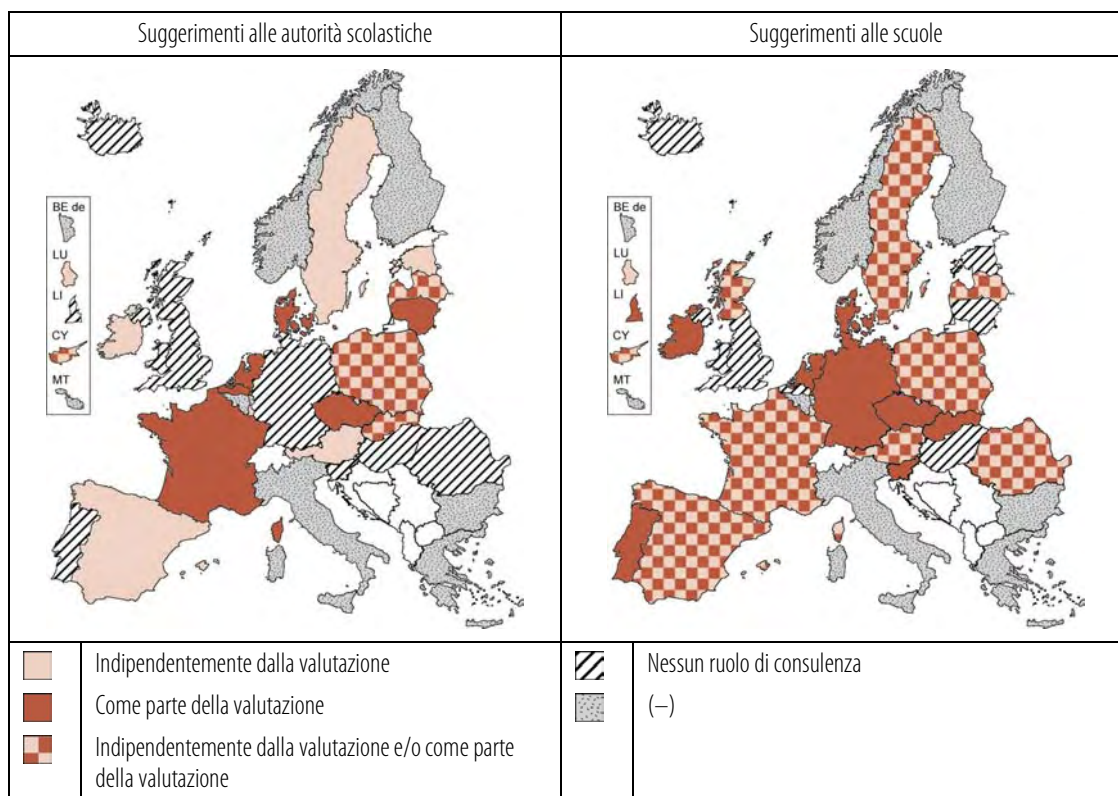 Suggerimenti alle autorità scolastiche
Suggerimenti alle scuole
BE de
LU
LI
CY
MT
BE de
LU
LI
CY
MT
Indipendentemente dalla valutazione
Nessun ruolo di consulenza
Come parte della valutazione
(–)
Indipendentemente dalla valutazione e/o come parte
della valutazione